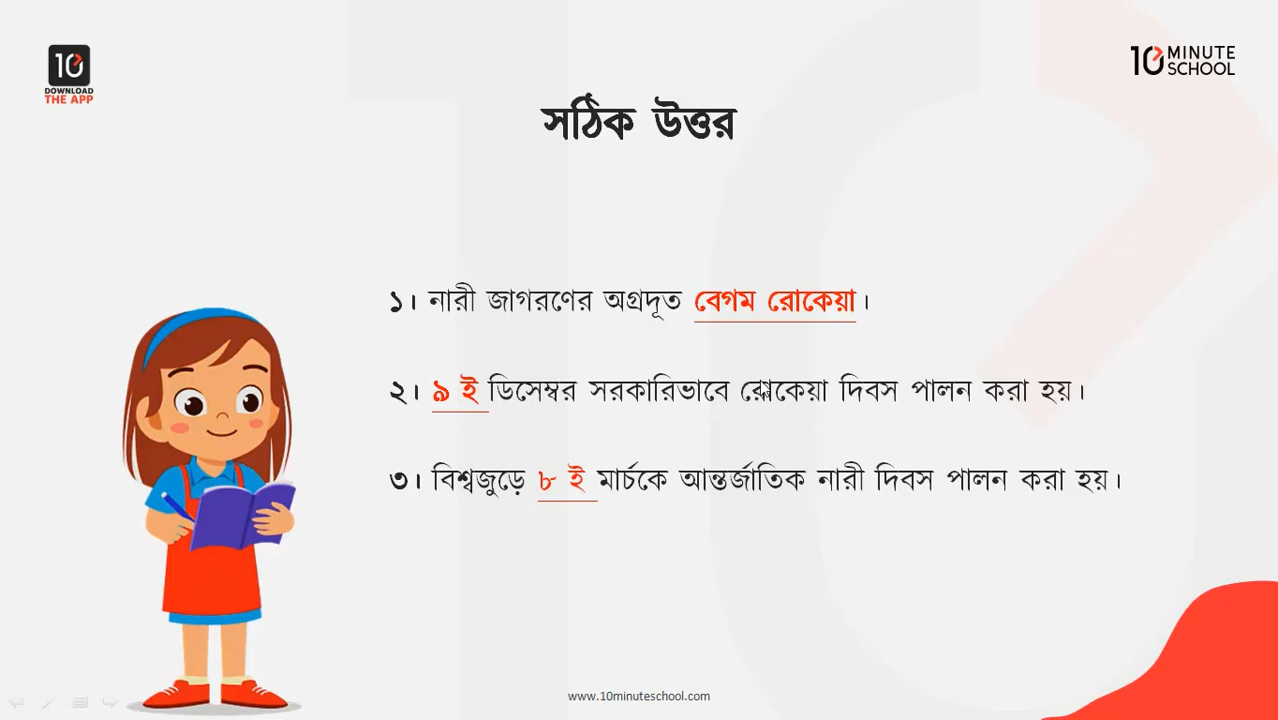 10
DOWNLOAD
THE APP
10 MINUTE
SCHOOL
সঠিক উত্তর
১। নারী জাগরণের অগ্রদূত বেগম রোকেয়া।
২। ৯ ই ডিসেম্বর সরকারিভাবে রোকেয়া দিবস পালন করা হয়।
৩। বিশ্বজুড়ে ৮ ই মার্চকে আন্তর্জাতিক নারী দিবস পালন করা হয়।
www.10minuteschool.com